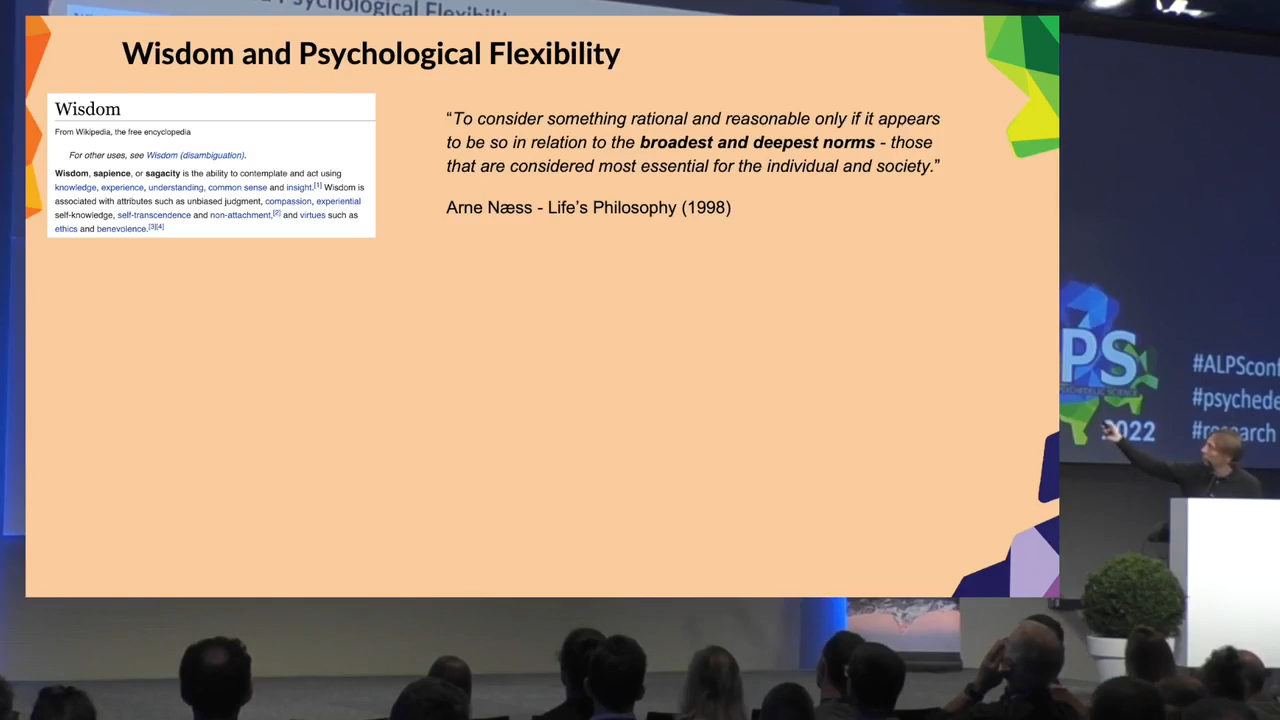 Psychological Flexibility
Wisdom and Psychological Flexibility
Wisdom
From Wikipedia, the free encyclopedia
For other uses, see Wisdom (disambiguation).
Wisdom, sapience, or sagacity is the ability to contemplate and act using
knowledge, experience, understanding, common sense and insight.[1] Wisdom is
associated with attributes such as unbiased judgment, compassion, experiential
self-knowledge, self-transcendence and non-attachment,[2] and virtues such as
ethics and benevolence.[3][4]
“To consider something rational and reasonable only if it appears
to be so in relation to the broadest and deepest norms - those
that are considered most essential for the individual and society.”
Arne Næss - Life’s Philosophy (1998)
PS
PSYCHEDELIC SCIENCE
2022
#ALPSconf
#psychede
#research